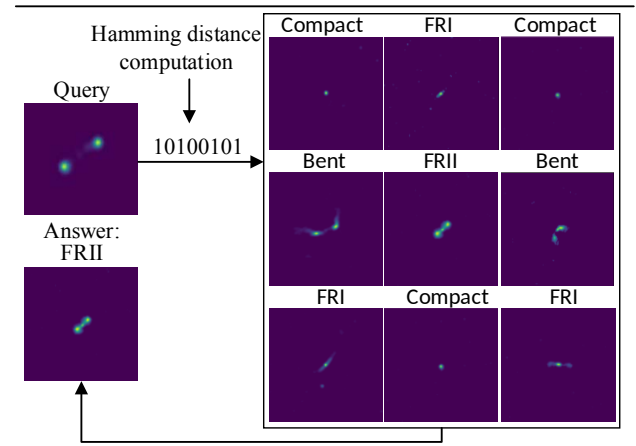 Hamming distance
computation
Query
10100101
Answer:
FRII
Compact FRI Compact
Bent FRII Bent
FRI Compact FRI